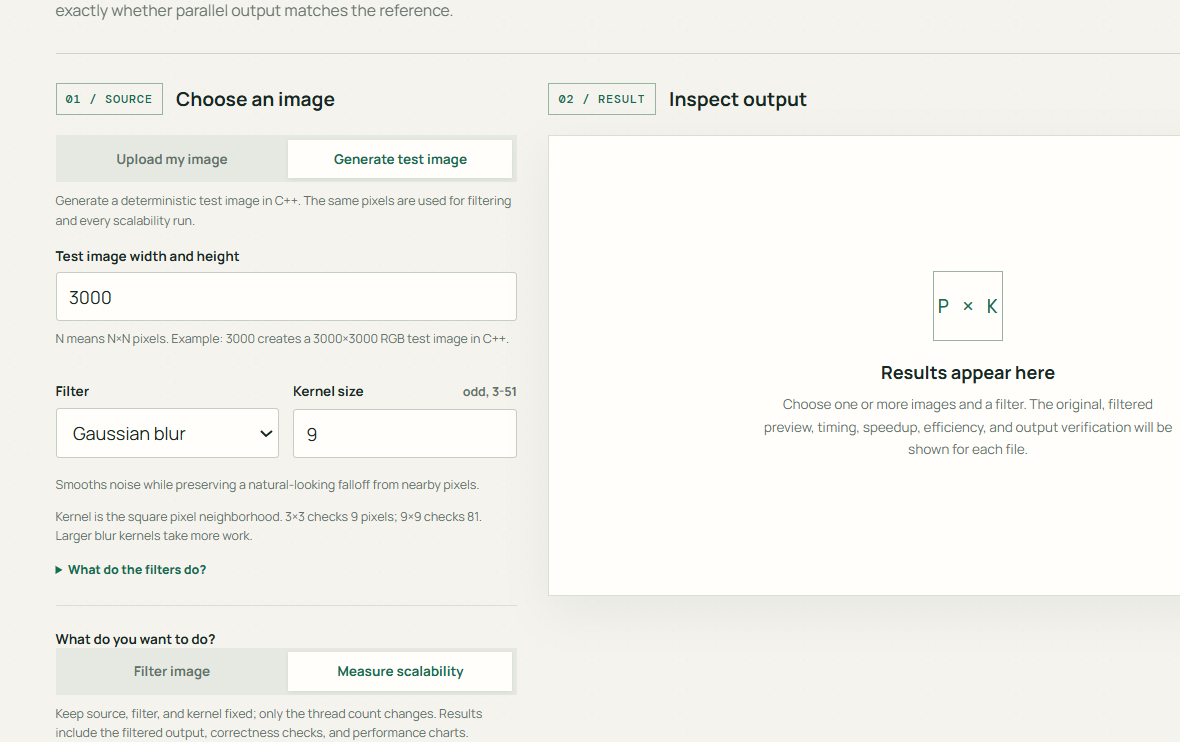 exactly whether parallel output matches the reference.
01 / SOURCE
Choose an image
Upload my image
Generate test image
Generate a deterministic test image in C++. The same pixels are used for filtering
and every scalability run.
Test image width and height
3000
N means N×N pixels. Example: 3000 creates a 3000×3000 RGB test image in C++.
Filter
Kernel size
odd, 3-51
Gaussian blur
9
Smooths noise while preserving a natural-looking falloff from nearby pixels.
Kernel is the square pixel neighborhood. 3×3 checks 9 pixels; 9×9 checks 81.
Larger blur kernels take more work.
What do the filters do?
What do you want to do?
Filter image
Measure scalability
Keep source, filter, and kernel fixed; only the thread count changes. Results
include the filtered output, correctness checks, and performance charts.
02 / RESULT
Inspect output
P × K
Results appear here
Choose one or more images and a filter. The original, filtered
preview, timing, speedup, efficiency, and output verification will be
shown for each file.